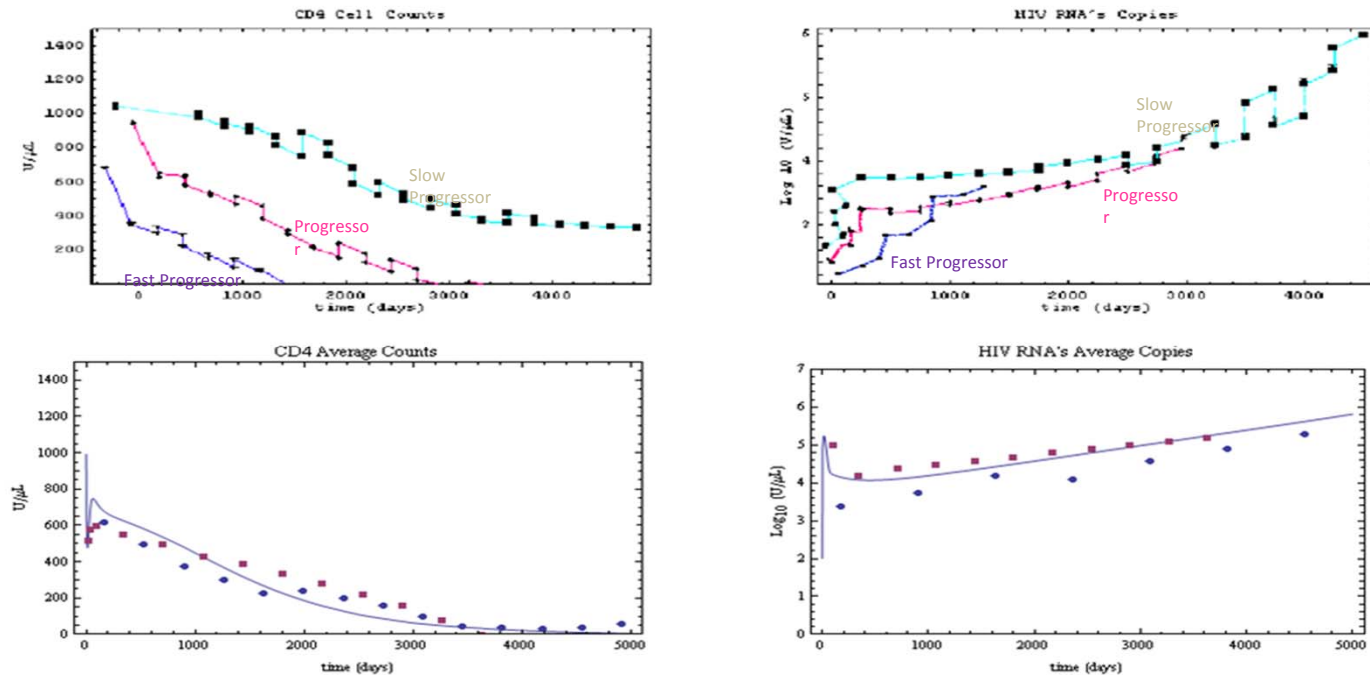 CD4 Cell Counts
1400
1200
1000
800
600
400
200
U/μL
Slow
Progressor
Progresso
r
Fast Progressor
0 1000 2000 3000 4000
time (days)
HIV RNA's Copies
6
5
4
2
Log 10 (U/μL)
Slow
Progressor
Progresso
r
Fast Progressor
0 1000 2000 3000 4000
time (days)
CD4 Average Counts
1400
1200
1000
800
600
400
200
0
U/μL
0 1000 2000 3000 4000 5000
time (days)
HIV RNA's Average Copies
7
6
5
4
3
2
1
0
Log10 (U/μL)
0 1000 2000 3000 4000 5000
time (days)